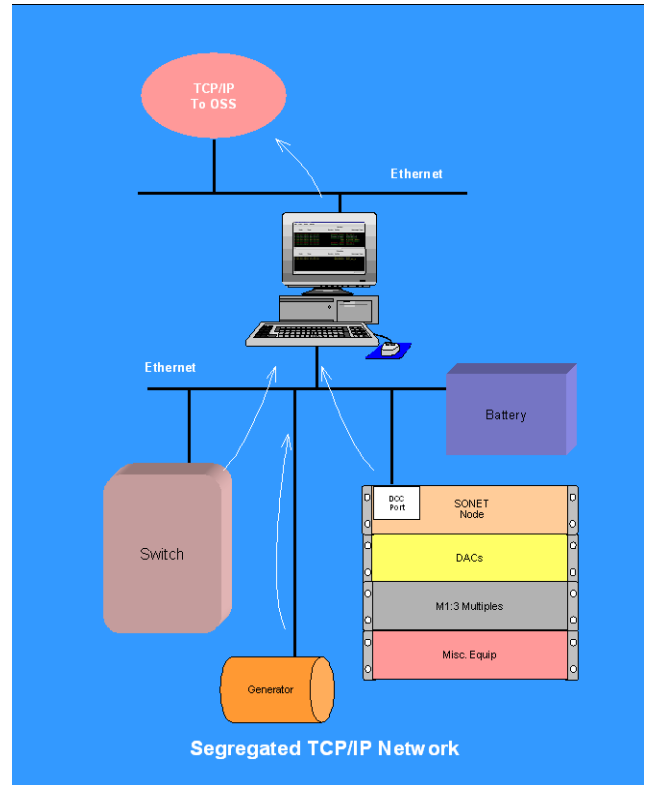 TCP/IP
To OSS
Ethernet
Ethernet
Battery
DCC
Port
SONET
Node
Switch
DACs
M1:3 Multiples
Misc. Equip
Generator
Segregated TCP/IP Network